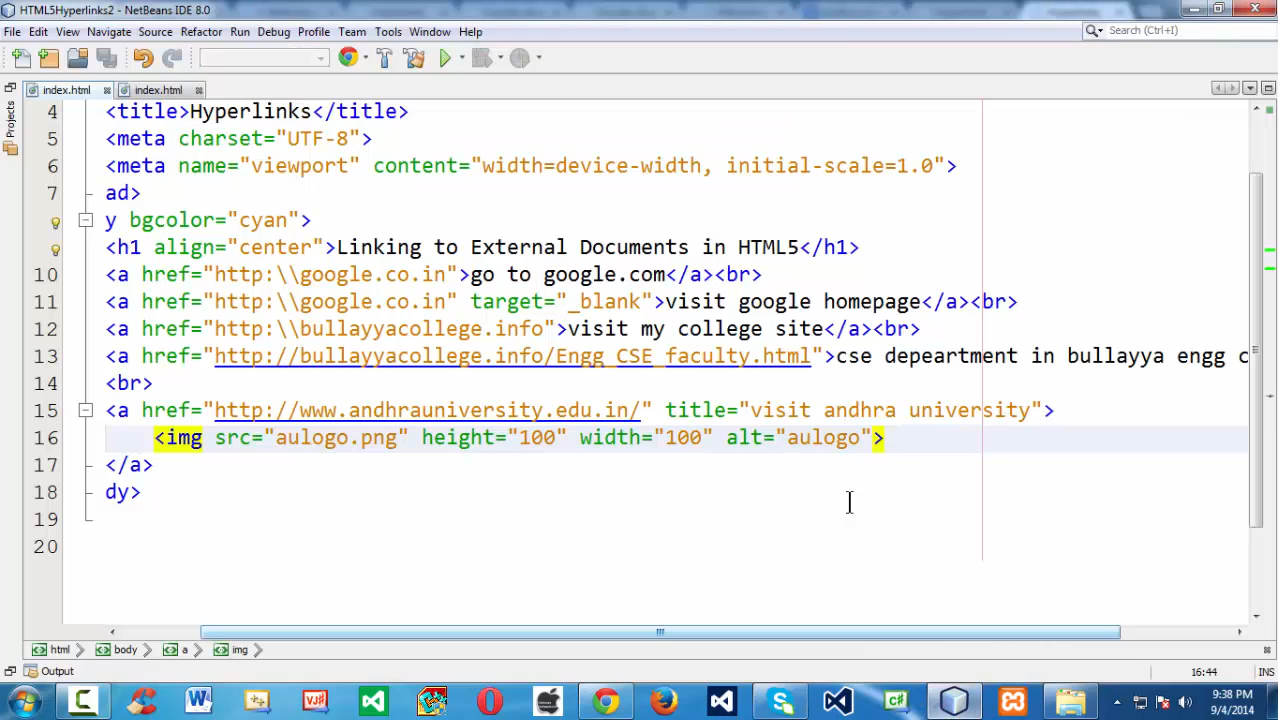 HTML5Hyperlinks2 - NetBeans IDE 8.0
File Edit View Navigate Source Refactor Run Debug Profile Team Tools Window Help
Search (Ctrl+I)
index.html index.html
Projects
4 <title>Hyperlinks</title>
5 <meta charset="UTF-8">
6 <meta name="viewport" content="width=device-width, initial-scale=1.0">
7 ad>
y bgcolor="cyan">
<h1 align="center">Linking to External Documents in HTML5</h1>
10 <a href="http:\\google.co.in">go to google.com</a><br>
11 <a href="http:\\google.co.in" target="_blank">visit google homepage</a><br>
12 <a href="http:\\bullayyacollege.info">visit my college site</a><br>
13 <a href="http://bullayyacollege.info/Engg_CSE_faculty.html">cse depeartment in bullayya engg c
14 <br>
15 <a href="http://www.andhrauniversity.edu.in/" title="visit andhra university">
16 <img src="aulogo.png" height="100" width="100" alt="aulogo">
17 </a>
18 dy>
19
20
html body a img
Output
16:44 INS
9:38 PM
9/4/2014